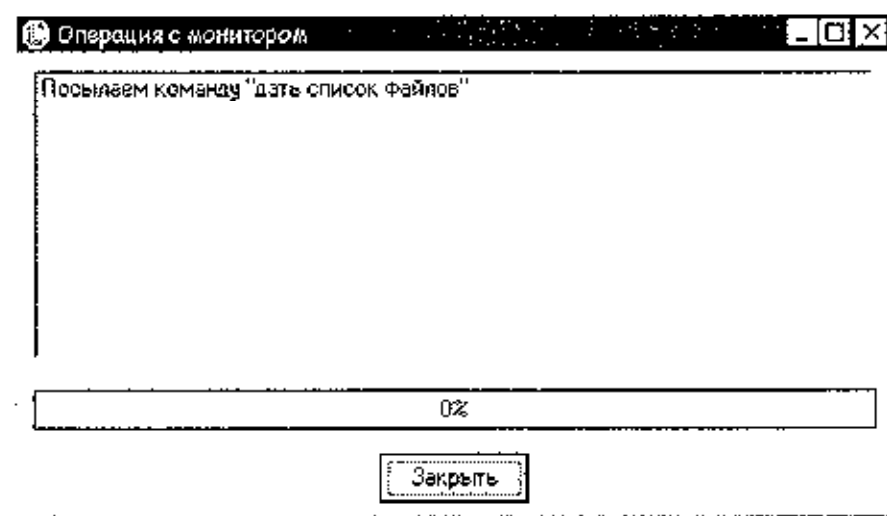 Операция с монитором
Посылаем команду "дать список файлов"
0%
Закрыть